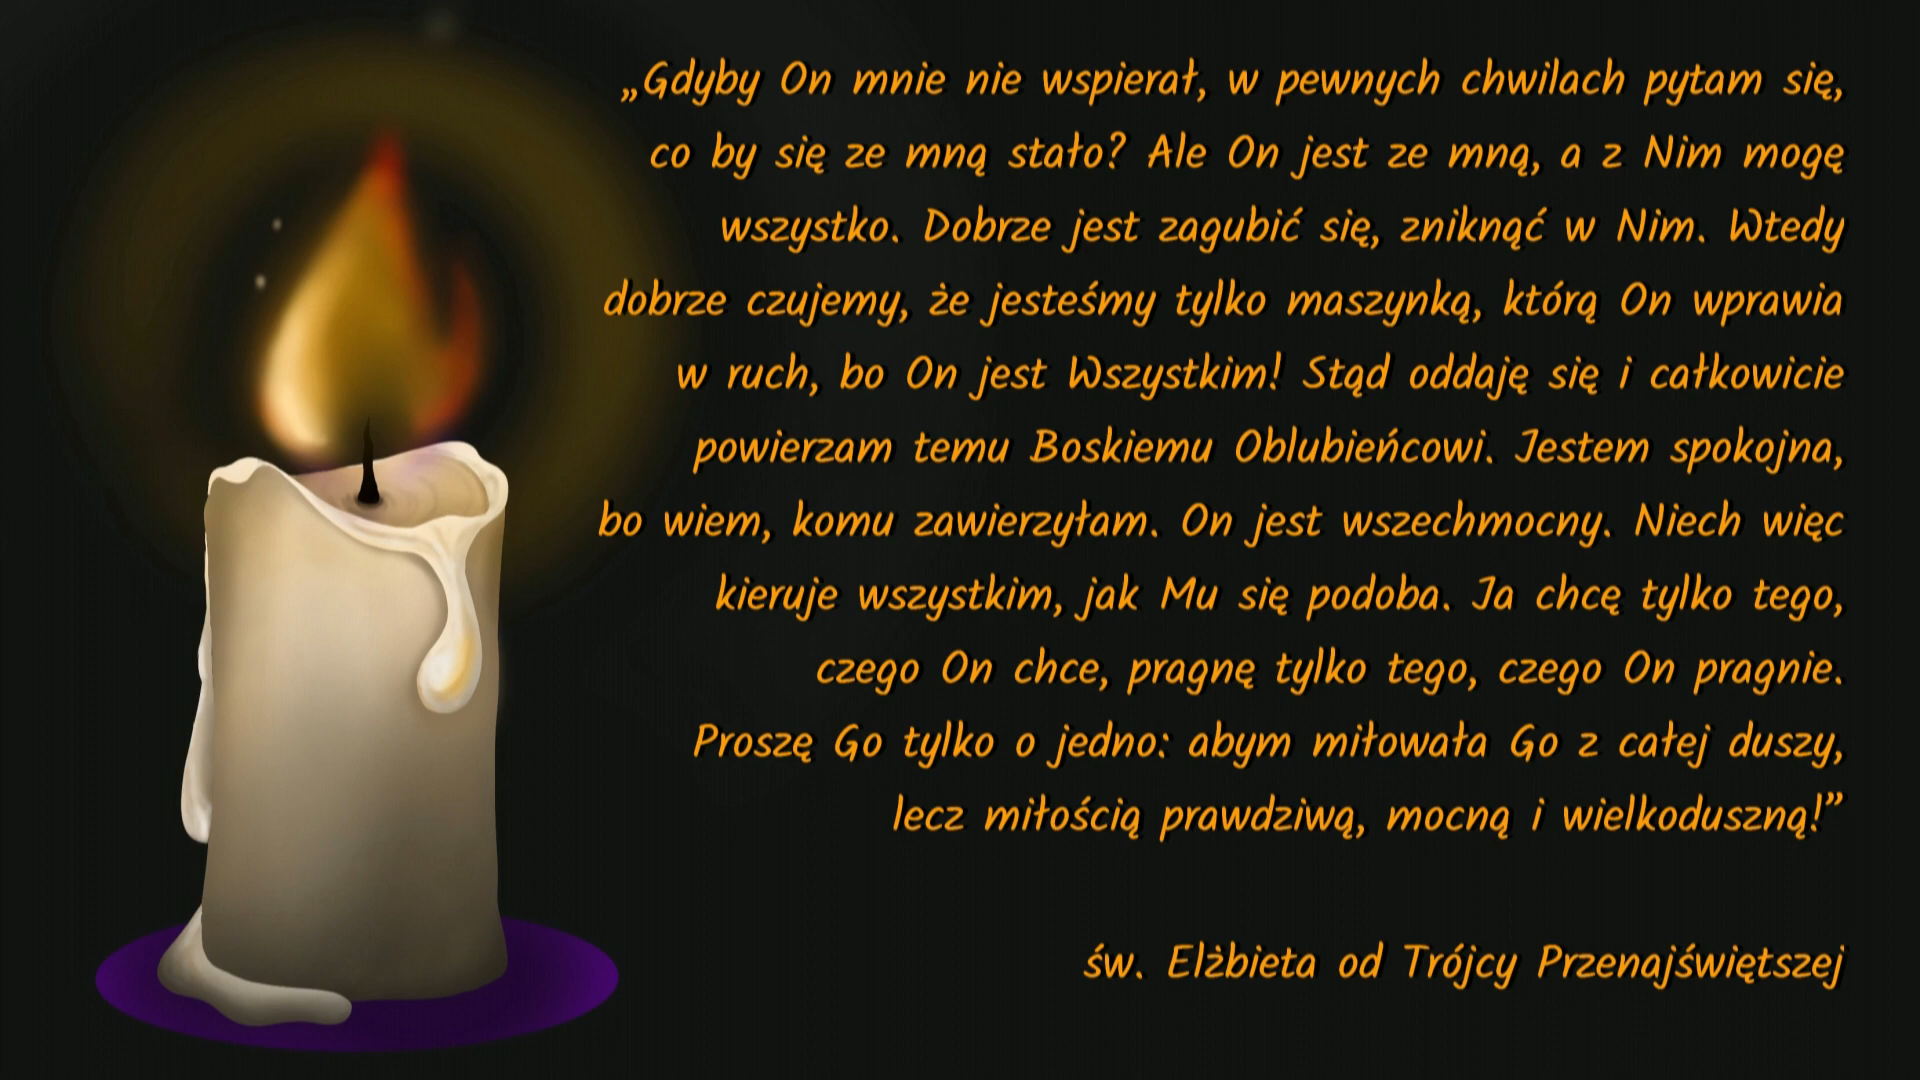 „Gdyby On mnie nie wspierał, w pewnych chwilach pytam się,
co by się ze mną stało? Ale On jest ze mną, a z Nim mogę
wszystko. Dobrze jest zagubić się, zniknąć w Nim. Wtedy
dobrze czujemy, że jesteśmy tylko maszynką, którą On wprawia
w ruch, bo On jest Wszystkim! Stąd oddaję się i całkowicie
powierzam temu Boskiemu Oblubieńcowi. Jestem spokojna,
bo wiem, komu zawierzyłam. On jest wszechmocny. Niech więc
kieruje wszystkim, jak Mu się podoba. Ja chcę tylko tego,
czego On chce, pragnę tylko tego, czego On pragnie.
Proszę Go tylko o jedno: abym miłowała Go z całej duszy,
lecz miłością prawdziwą, mocną i wielkoduszną!”
św. Elżbieta od Trójcy Przenajświętszej